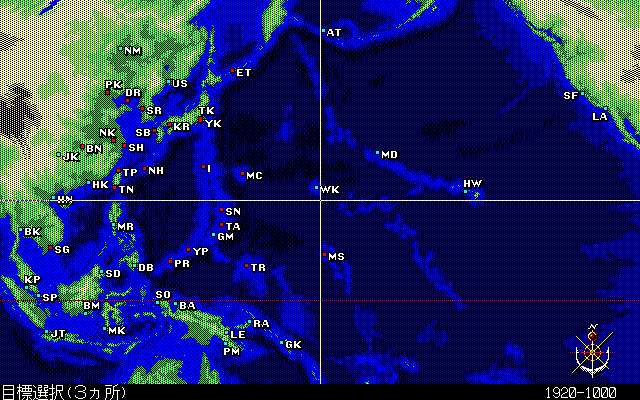 AT
NM
ET
PK
US
DR
SF
SR
TK
LA
YK
KR
NK
SB
BN
SH
JK
MD
TP
NH
I
MC
HK
TN
WK
HW
HN
SN
MR
TA
BK
GM
SG
YP
MS
PR
TR
DB
SD
KP
SP
SO
BM
BA
RA
N
MK
JT
LE
GK
PM
目標選択(3ヵ所)
1920-1000